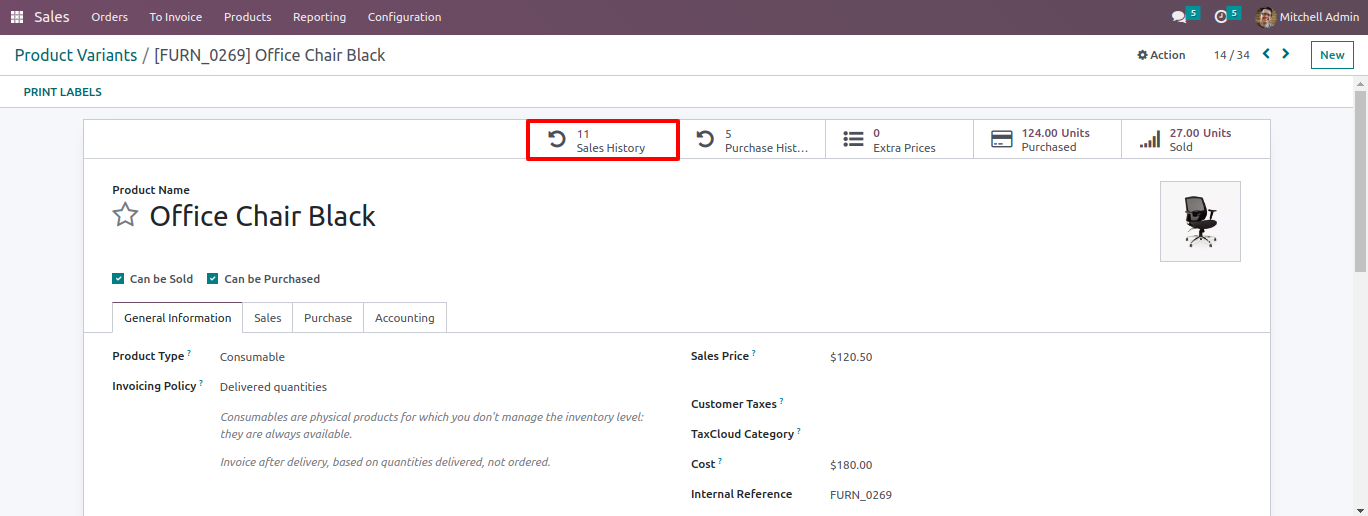 Sales Orders To Invoice Products Reporting Configuration 5 5 Mitchell Admin
Product Variants / [FURN_0269] Office Chair Black Action 14 / 34 New
PRINT LABELS
11
Sales History
5
Purchase Hist...
0
Extra Prices
124.00 Units
Purchased
27.00 Units
Sold
Product Name
Office Chair Black
Can be Sold Can be Purchased
General Information Sales Purchase Accounting
Product Type ? Consumable
Invoicing Policy ? Delivered quantities
Consumables are physical products for which you don't manage the inventory level:
they are always available.
Invoice after delivery, based on quantities delivered, not ordered.
Sales Price ? $120.50
Customer Taxes ?
TaxCloud Category ?
Cost ? $180.00
Internal Reference FURN_0269